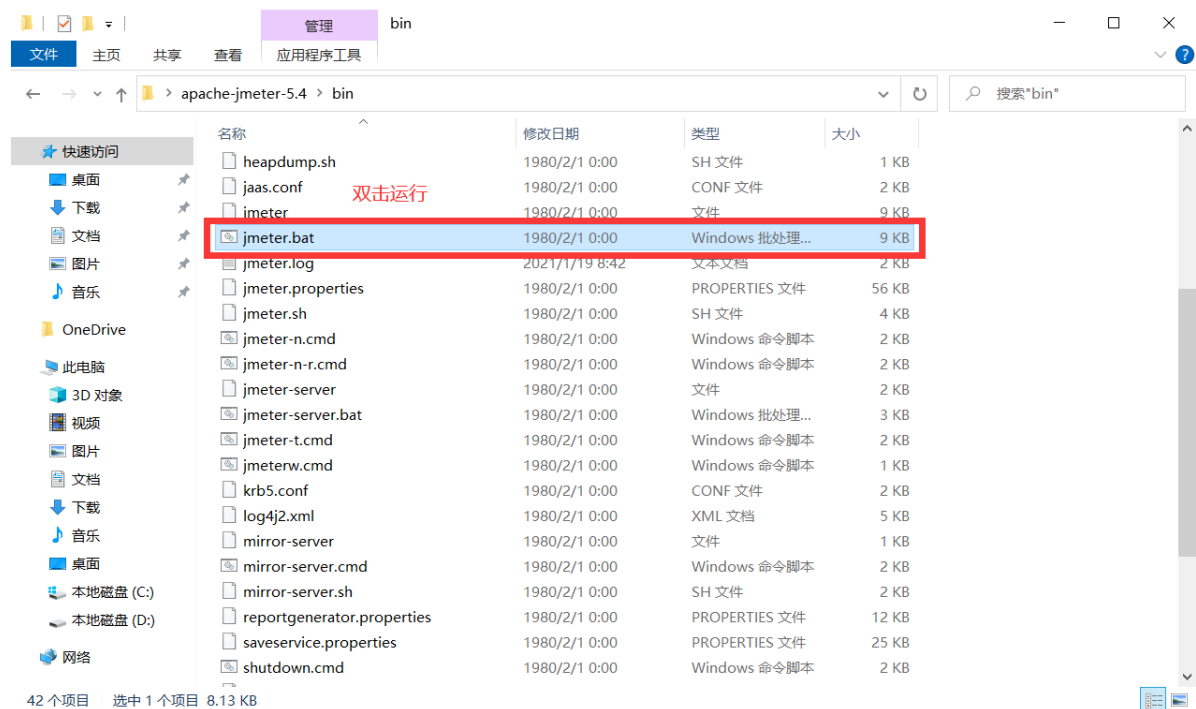 管理
bin
文件 主页 共享 查看 应用程序工具
apache-jmeter-5.4 bin 搜索"bin"
名称 修改日期 类型 大小
快速访问
桌面
下载
文档
图片
音乐
OneDrive
此电脑
3D 对象
视频
图片
文档
下载
音乐
桌面
本地磁盘 (C:)
本地磁盘 (D:)
网络
heapdump.sh 1980/2/1 0:00 SH 文件 1 KB
jaas.conf 1980/2/1 0:00 CONF 文件 2 KB
双击运行
jmeter 1980/2/1 0:00 文件 9 KB
jmeter.bat 1980/2/1 0:00 Windows 批处理... 9 KB
jmeter.log 2021/1/19 8:42 文本文档 2 KB
jmeter.properties 1980/2/1 0:00 PROPERTIES 文件 56 KB
jmeter.sh 1980/2/1 0:00 SH 文件 4 KB
jmeter-n.cmd 1980/2/1 0:00 Windows 命令脚本 2 KB
jmeter-n-r.cmd 1980/2/1 0:00 Windows 命令脚本 2 KB
jmeter-server 1980/2/1 0:00 文件 2 KB
jmeter-server.bat 1980/2/1 0:00 Windows 批处理... 3 KB
jmeter-t.cmd 1980/2/1 0:00 Windows 命令脚本 2 KB
jmeterw.cmd 1980/2/1 0:00 Windows 命令脚本 1 KB
krb5.conf 1980/2/1 0:00 CONF 文件 2 KB
log4j2.xml 1980/2/1 0:00 XML 文档 5 KB
mirror-server 1980/2/1 0:00 文件 1 KB
mirror-server.cmd 1980/2/1 0:00 Windows 命令脚本 2 KB
mirror-server.sh 1980/2/1 0:00 SH 文件 2 KB
reportgenerator.properties 1980/2/1 0:00 PROPERTIES 文件 12 KB
saveservice.properties 1980/2/1 0:00 PROPERTIES 文件 25 KB
shutdown.cmd 1980/2/1 0:00 Windows 命令脚本 2 KB
42 个项目 选中 1 个项目 8.13 KB